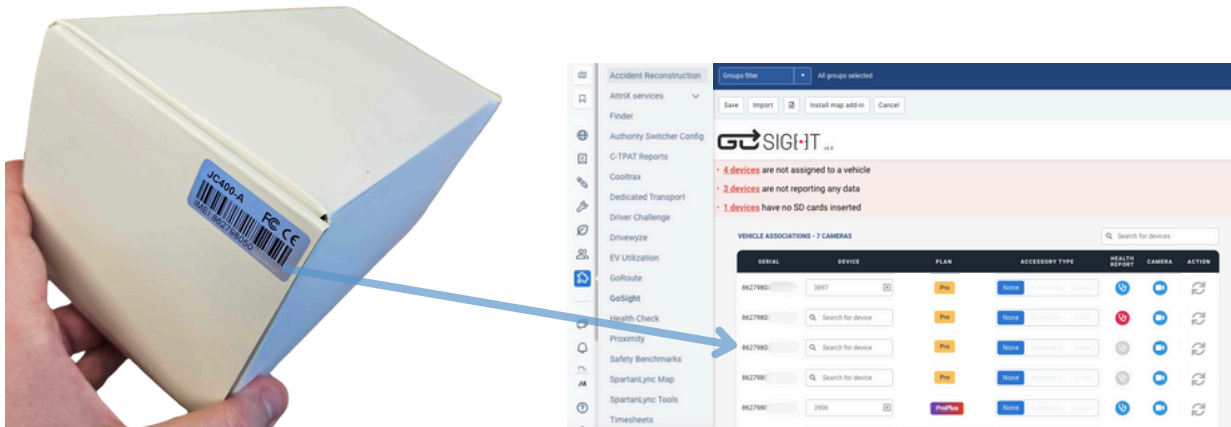 JC400-A
FC CE
IMEI:862798050
Accident Reconstruction
AttriX services
Finder
Authority Switcher Config
C-TPAT Reports
Cooltrax
Dedicated Transport
Driver Challenge
Drivewyze
EV Utilization
GoRoute
GoSight
Health Check
Proximity
Safety Benchmarks
SpartanLync Map
SpartanLync Tools
Timesheets
Groups filter
All groups selected
Save Import Install map add-in Cancel
GO SIGHT
4 devices are not assigned to a vehicle
3 devices are not reporting any data
1 devices have no SD cards inserted
VEHICLE ASSOCIATIONS - 7 CAMERAS
Search for devices
SERIAL DEVICE PLAN ACCESSORY TYPE HEALTH REPORT CAMERA ACTION
8627980 3897 Pro None
8627980 Search for device Pro None
862798 Search for device Pro None
862798 Search for device Pro None
862798 3906 ProPlus None